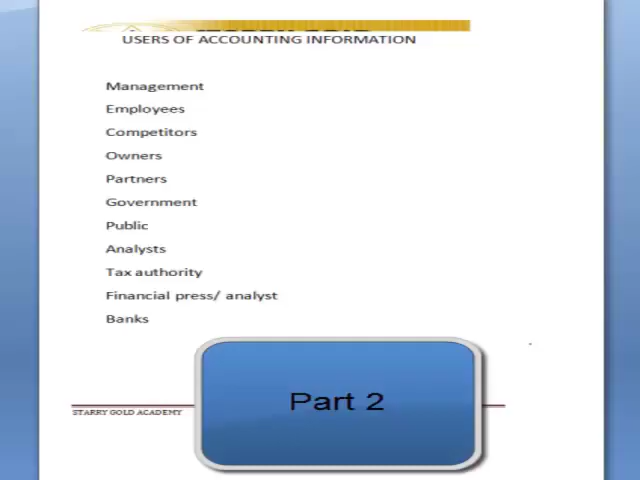 USERS OF ACCOUNTING INFORMATION
Management
Employees
Competitors
Owners
Partners
Government
Public
Analysts
Tax authority
Financial press/ analyst
Banks
Part 2
STARRY GOLD ACADEMY